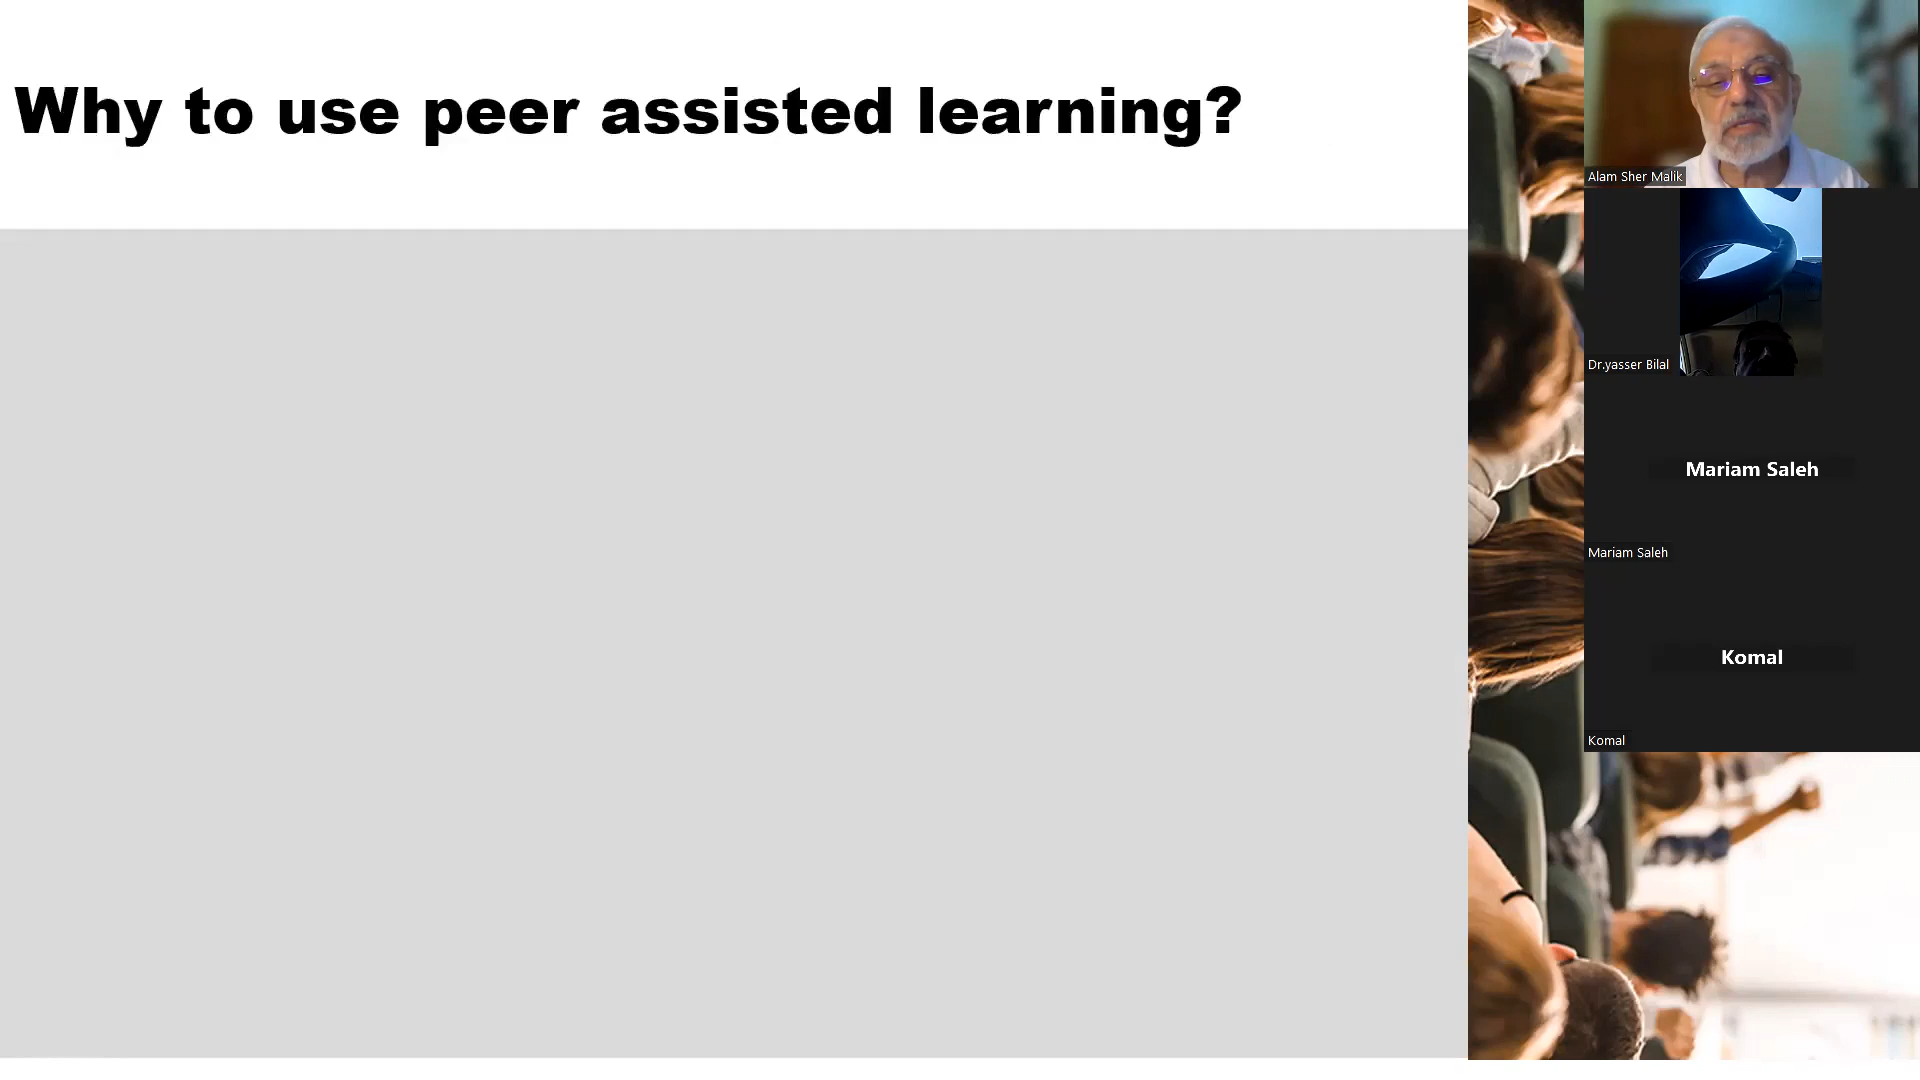 Why to use peer assisted learning?
Alam Sher Malik
Dr.yasser Bilal
Mariam Saleh
Mariam Saleh
Komal
Komal